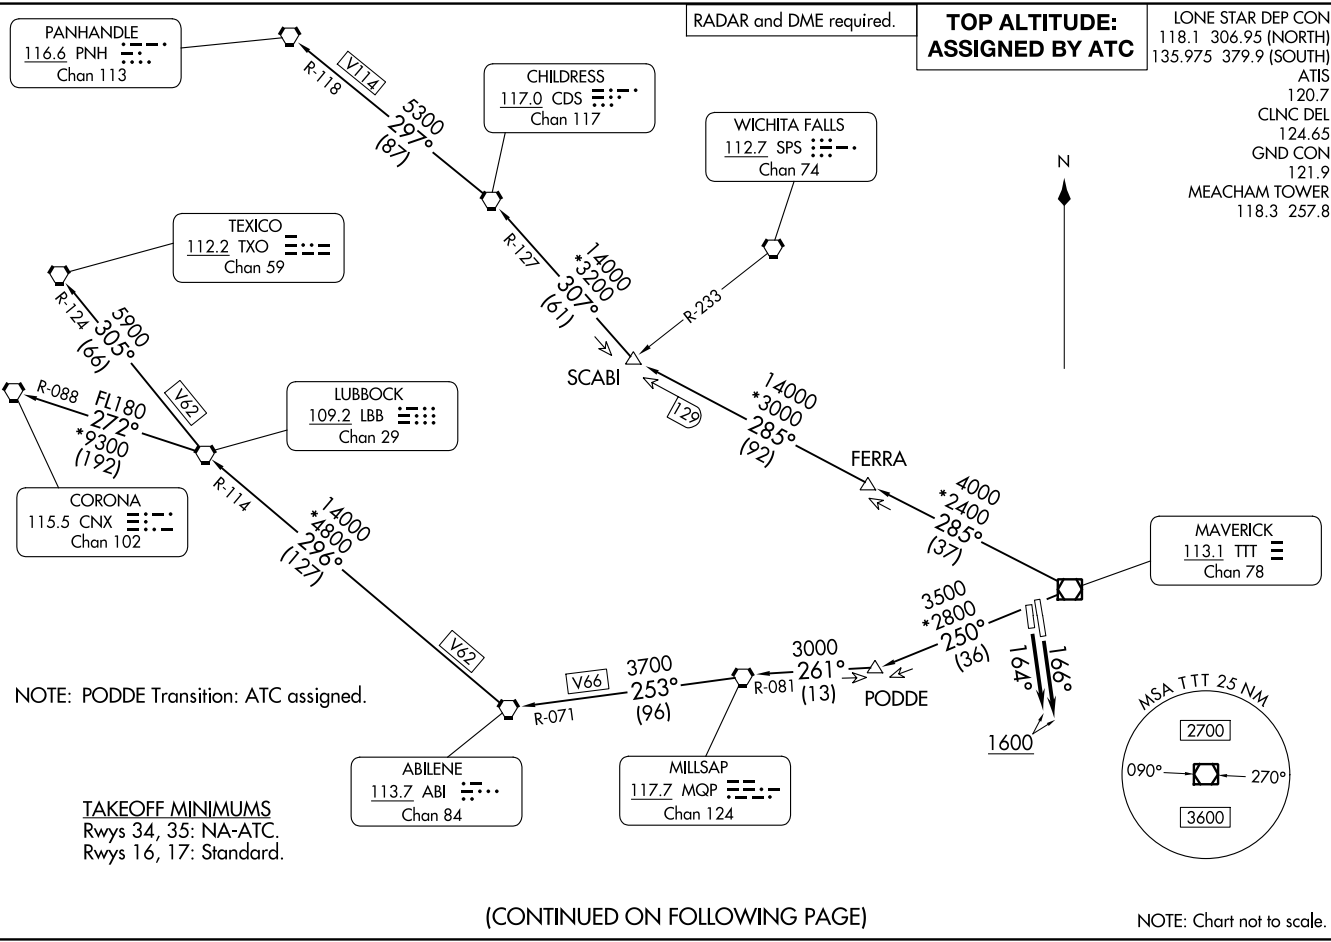 RADAR and DME required.
TOP ALTITUDE:
ASSIGNED BY ATC
LONE STAR DEP CON
118.1 306.95 (NORTH)
135.975 379.9 (SOUTH)
ATIS
120.7
CLNC DEL
124.65
GND CON
121.9
MEACHAM TOWER
118.3 257.8
PANHANDLE
116.6 PNH
Chan 113
V114
R-118
5300
297°
(87)
CHILDRESS
117.0 CDS
Chan 117
WICHITA FALLS
112.7 SPS
Chan 74
N
TEXICO
112.2 TXO
Chan 59
R-127
14000
*3200
307°
(61)
R-233
SCABI
R-124
5900
305°
(66)
V62
R-088
FL180
272°
*9300
(192)
LUBBOCK
109.2 LBB
Chan 29
129
14000
*3000
285°
(92)
FERRA
4000
*2400
285°
(37)
CORONA
115.5 CNX
Chan 102
R-114
14000
*4800
296°
(127)
V62
MAVERICK
113.1 TTT
Chan 78
3500
*2800
250°
(36)
164°
166°
1600
3000
261°
(13)
R-081
PODDE
V66
3700
253°
(96)
R-071
NOTE: PODDE Transition: ATC assigned.
ABILENE
113.7 ABI
Chan 84
MILLSAP
117.7 MQP
Chan 124
MSA TTT 25 NM
2700
090°
270°
3600
TAKEOFF MINIMUMS
Rwys 34, 35: NA-ATC.
Rwys 16, 17: Standard.
(CONTINUED ON FOLLOWING PAGE)
NOTE: Chart not to scale.